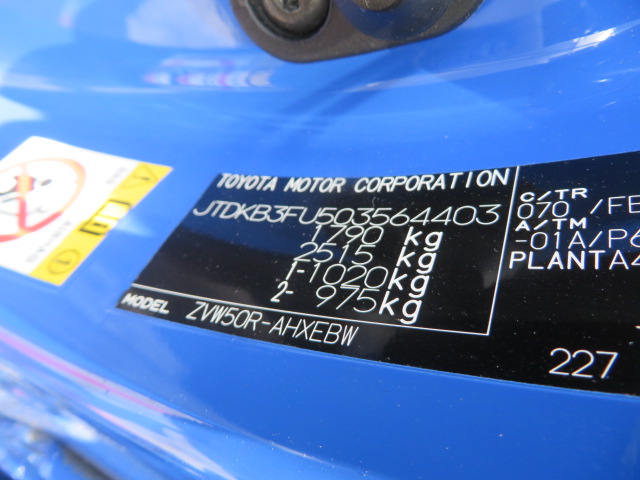 TOYOTA MOTOR CORPORATION
JTDKB3FU503564403
1790 kg
2515 kg
1-1020 kg
2- 975 kg
MODEL ZVW50R-AHXEBW
C/TR
070 /FE
A/TM
-01A/P6
PLANTA4
227